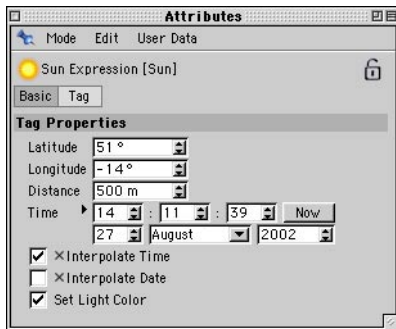 Attributes
Mode Edit User Data
Sun Expression [Sun]
Basic Tag
Tag Properties
Latitude 51 °
Longitude -14°
Distance 500 m
Time 14 : 11 : 39 Now
27 August 2002
×Interpolate Time
×Interpolate Date
Set Light Color